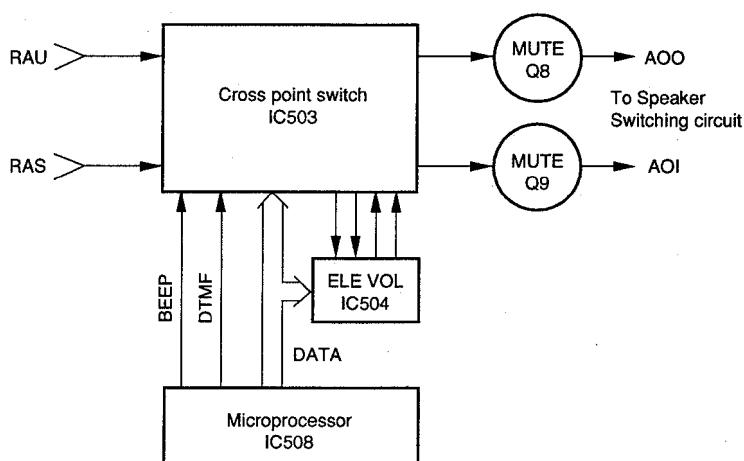 RAU
RAS
Cross point switch
IC503
MUTE
Q8
AOO
To Speaker
Switching circuit
MUTE
Q9
AOI
BEEP
DTMF
ELE VOL
IC504
DATA
Microprocessor
IC508